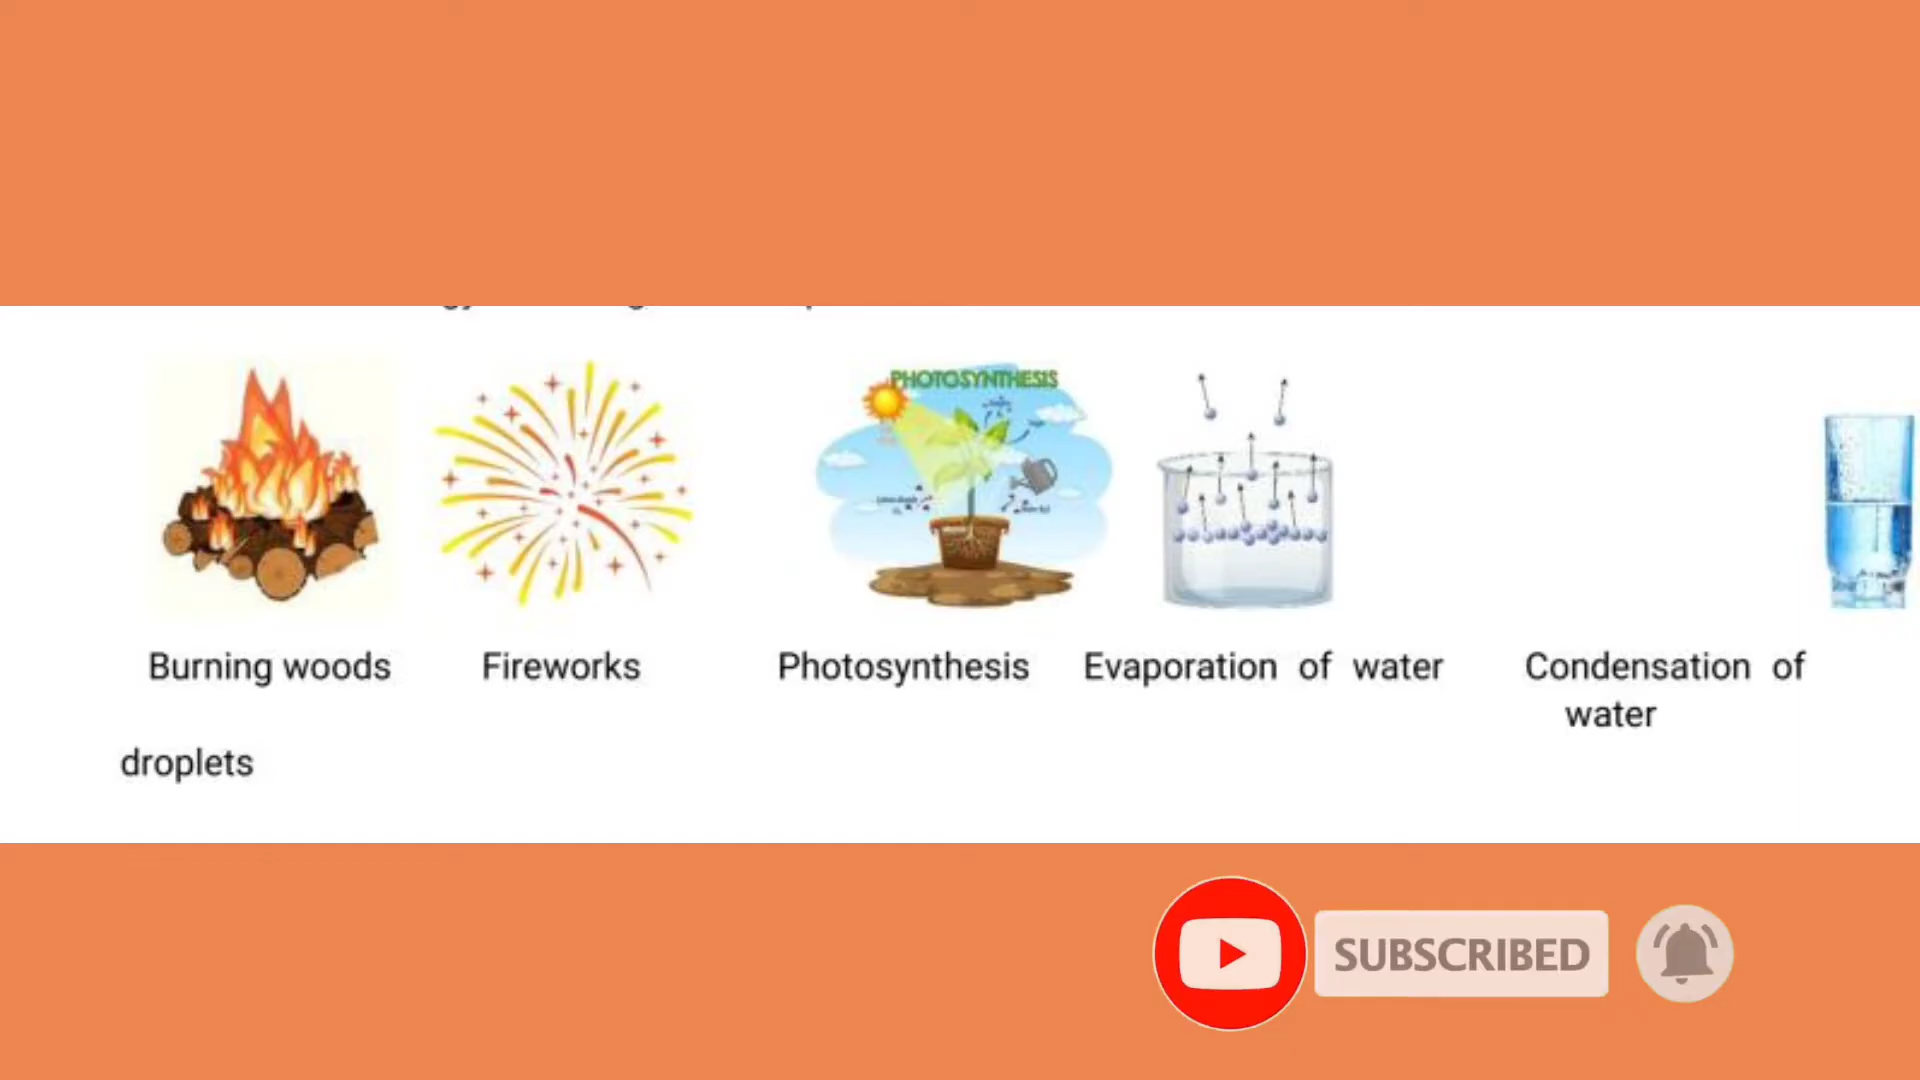 PHOTOSYNTHESIS
Burning woods Fireworks Photosynthesis Evaporation of water Condensation of
water
droplets
SUBSCRIBED